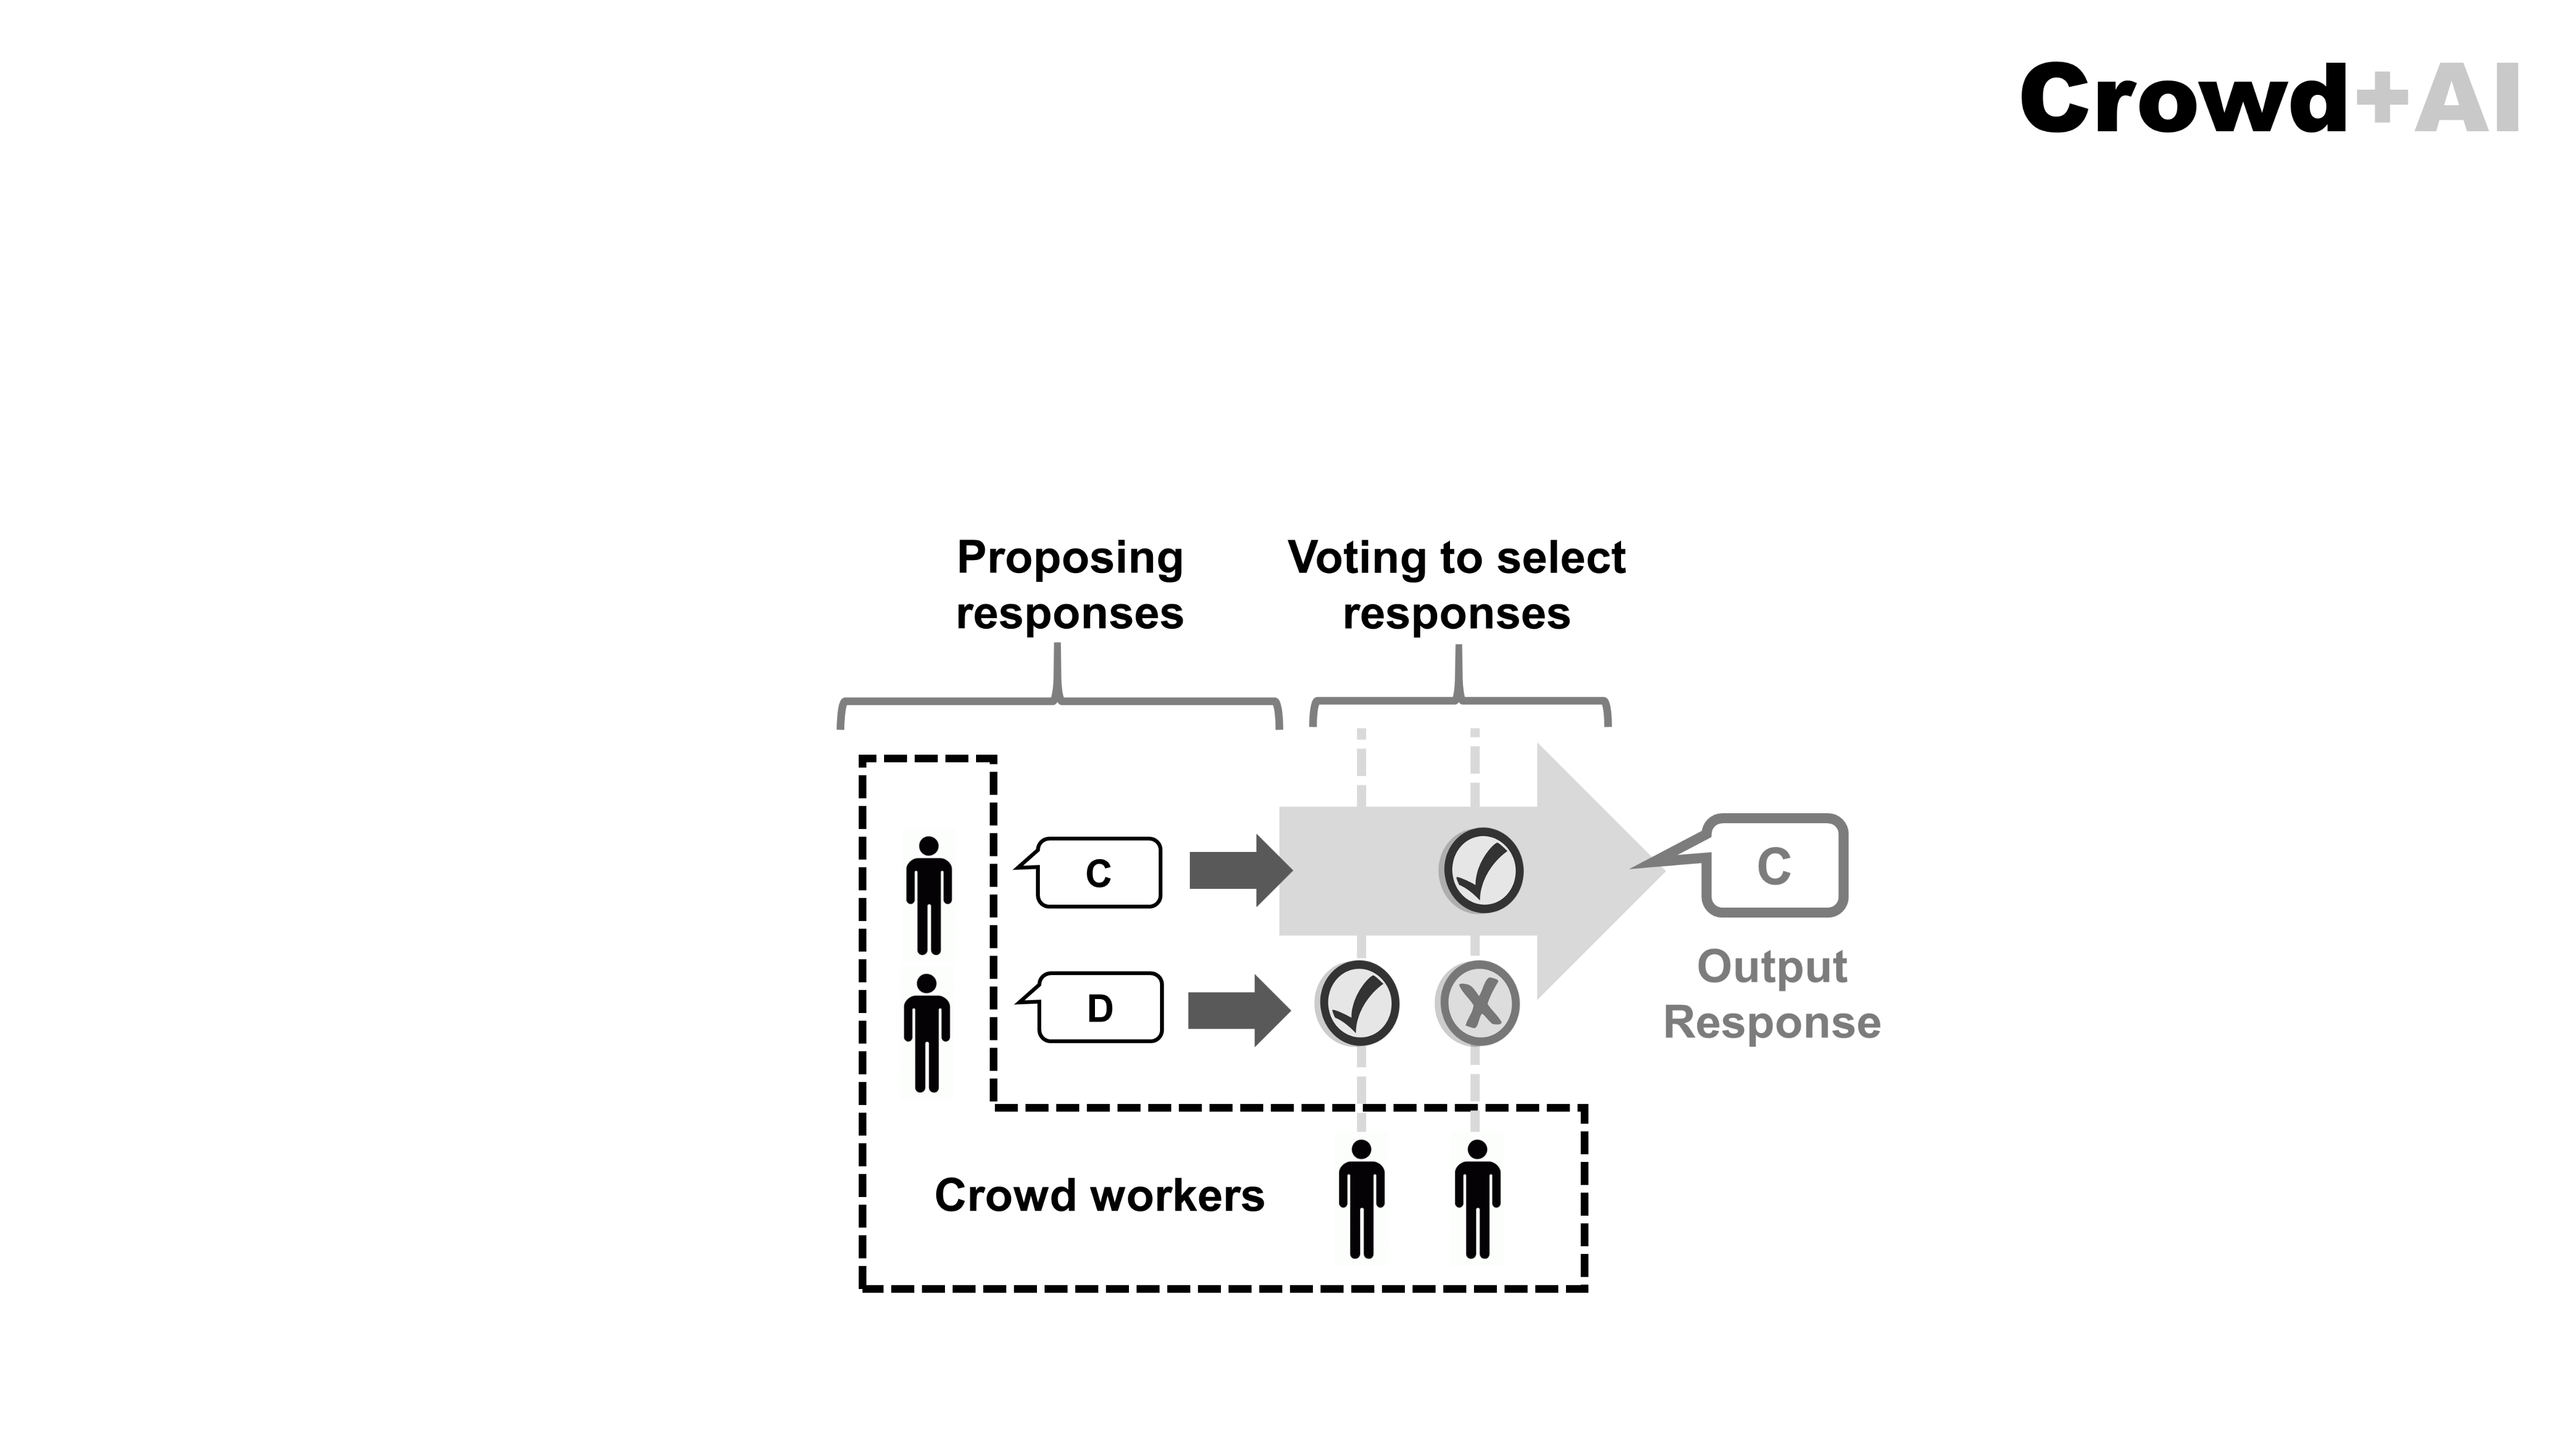 Crowd+AI
Proposing
responses
Voting to select
responses
C
C
D
Output
Response
Crowd workers